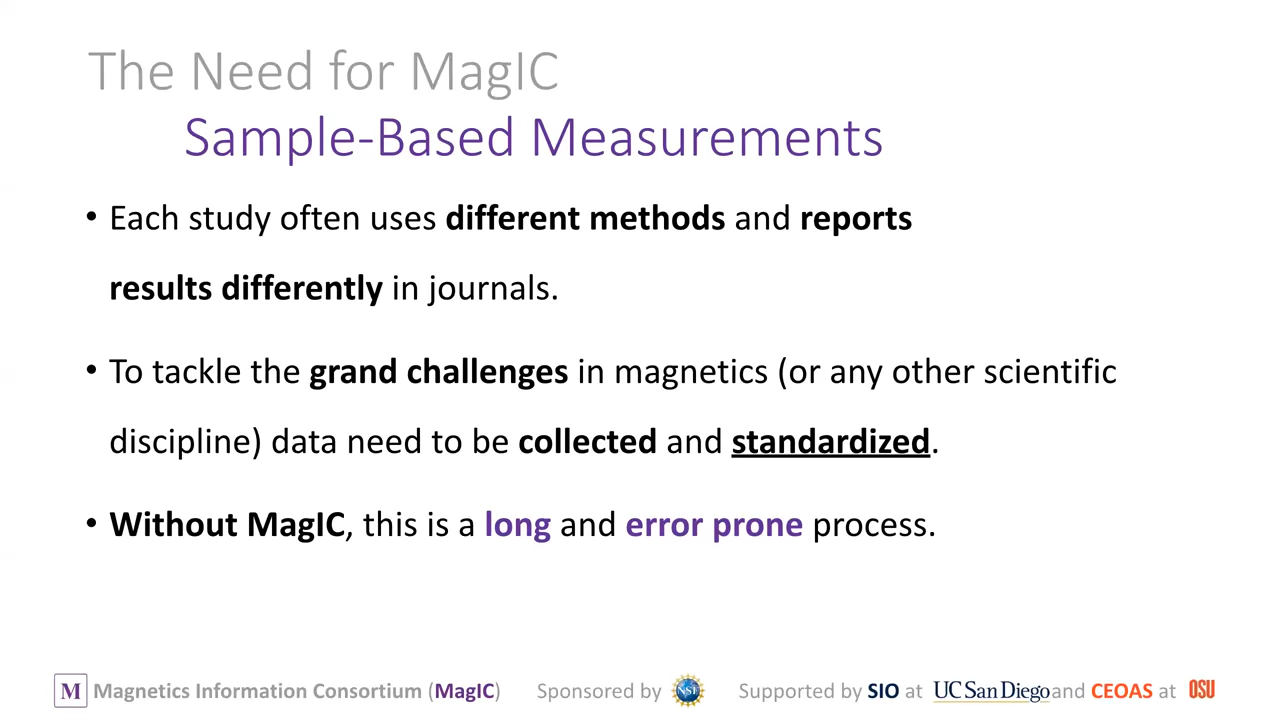 The Need for MagIC
Sample-Based Measurements
• Each study often uses different methods and reports
results differently in journals.
• To tackle the grand challenges in magnetics (or any other scientific
discipline) data need to be collected and standardized.
• Without MagIC, this is a long and error prone process.
M Magnetics Information Consortium (MagIC) Sponsored by NSF Supported by SIO at UC San Diego and CEOAS at OSU